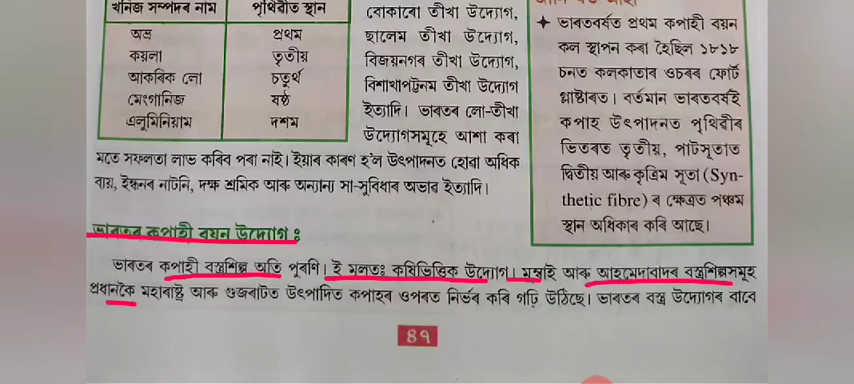 খনিজ সম্পদৰ নাম পৃথিৱীত স্থান
অভ্ৰ প্ৰথম
কয়লা তৃতীয়
আকৰিক লো চতুৰ্থ
মেংগানিজ ষষ্ঠ
এলুমিনিয়াম দশম
বোকাৰো তীখা উদ্যোগ,
ছালেম তীখা উদ্যোগ,
বিজয়নগৰ তীখা উদ্যোগ,
বিশাখাপট্টনম তীখা উদ্যোগ
ইত্যাদি। ভাৰতৰ লো-তীখা
উদ্যোগসমূহে আশা কৰা
মতে সফলতা লাভ কৰিব পৰা নাই। ইয়াৰ কাৰণ হ'ল উৎপাদনত হোৱা অধিক
ব্যয়, ইন্ধনৰ নাটনি, দক্ষ শ্ৰমিক আৰু অন্যান্য সা-সুবিধাৰ অভাৱ ইত্যাদি।
✦ ভাৰতবৰ্ষত প্ৰথম কপাহী বয়ন
কল স্থাপন কৰা হৈছিল ১৮১৮
চনত কলকাতাৰ ওচৰৰ ফোৰ্ট
গ্লাষ্টাৰত। বৰ্তমান ভাৰতবৰ্ষই
কপাহ উৎপাদনত পৃথিৱীৰ
ভিতৰত তৃতীয়, পাটসূতাত
দ্বিতীয় আৰু কৃত্ৰিম সূতা (Syn-
thetic fibre) ৰ ক্ষেত্ৰত পঞ্চম
স্থান অধিকাৰ কৰি আছে।
ভাৰতৰ কপাহী বয়ন উদ্যোগ :
ভাৰতৰ কপাহী বস্ত্ৰশিল্প অতি পুৰণি। ই মূলতঃ কৃষিভিত্তিক উদ্যোগ। মুম্বাই আৰু আহমেদাবাদৰ বস্ত্ৰশিল্পসমূহ
প্ৰধানকৈ মহাৰাষ্ট্ৰ আৰু গুজৰাটত উৎপাদিত কপাহৰ ওপৰত নিৰ্ভৰ কৰি গঢ়ি উঠিছে। ভাৰতৰ বস্ত্ৰ উদ্যোগৰ বাবে
৪৭